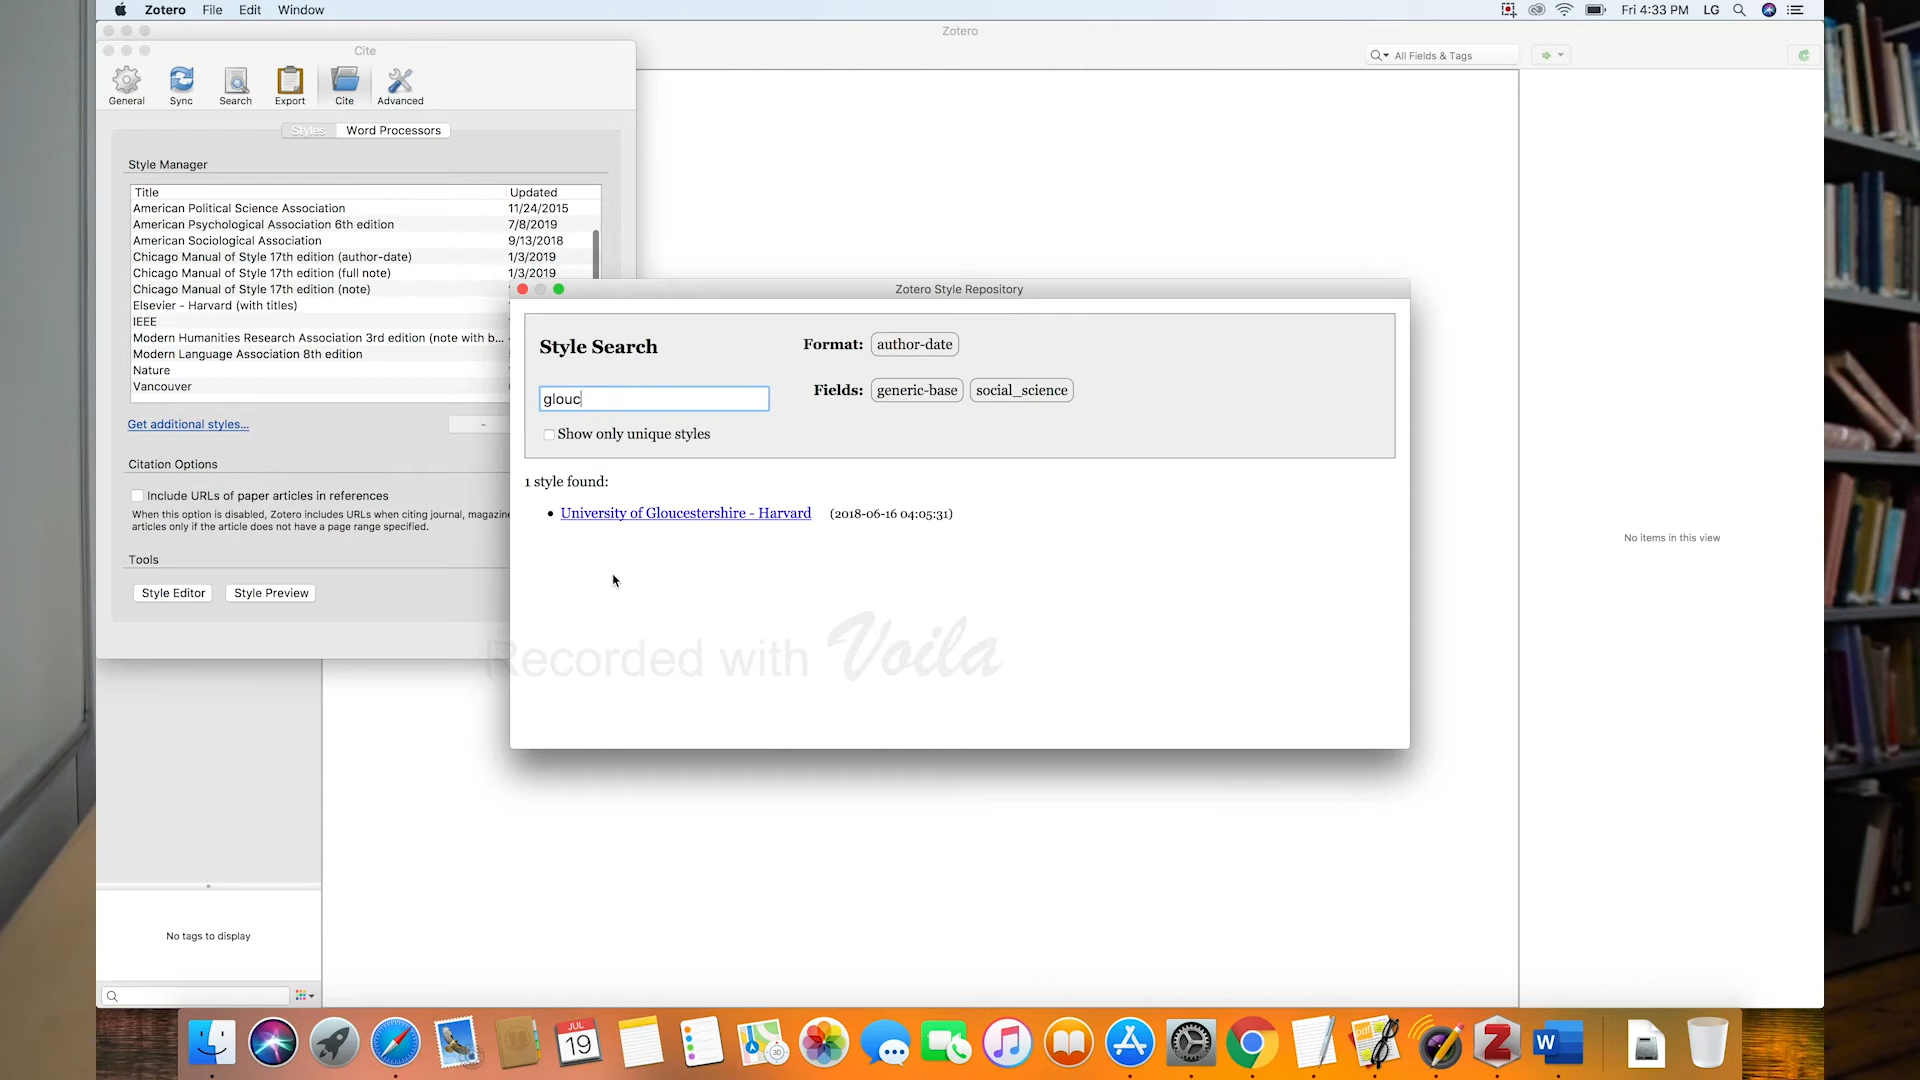 Zotero File Edit Window
Fri 4:33 PM LG
Zotero
Cite
All Fields & Tags
General Sync Search Export Cite Advanced
Styles Word Processors
Style Manager
Title Updated
American Political Science Association 11/24/2015
American Psychological Association 6th edition 7/8/2019
American Sociological Association 9/13/2018
Chicago Manual of Style 17th edition (author-date) 1/3/2019
Chicago Manual of Style 17th edition (full note) 1/3/2019
Chicago Manual of Style 17th edition (note)
Elsevier - Harvard (with titles)
IEEE
Modern Humanities Research Association 3rd edition (note with b...
Modern Language Association 8th edition
Nature
Vancouver
Get additional styles...
-
Citation Options
Include URLs of paper articles in references
When this option is disabled, Zotero includes URLs when citing journal, magazine
articles only if the article does not have a page range specified.
Tools
Style Editor Style Preview
Zotero Style Repository
Style Search
Format: author-date
Fields: generic-base social_science
glouc
Show only unique styles
1 style found:
• University of Gloucestershire - Harvard (2018-06-16 04:05:31)
Recorded with Voila
No items in this view
No tags to display
JUL
19
3D
pdf
Z
W